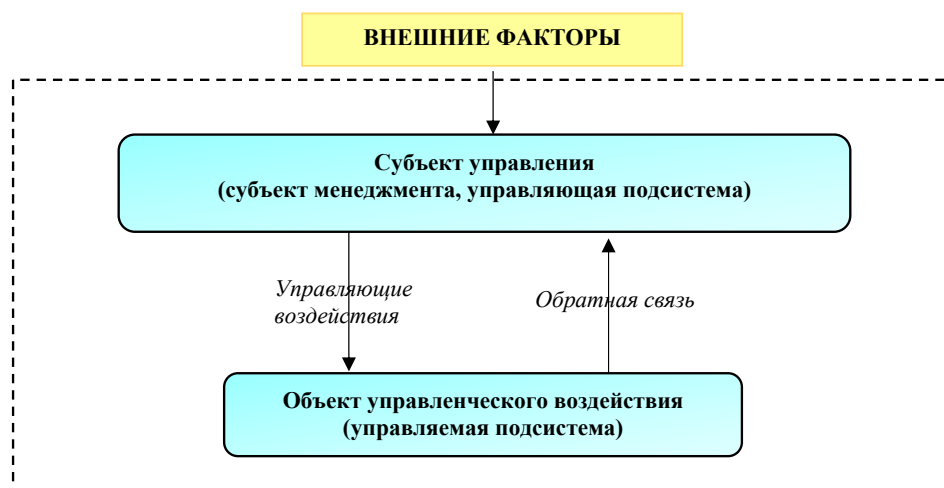 ВНЕШНИЕ ФАКТОРЫ
Субъект управления
(субъект менеджмента, управляющая подсистема)
Управляющие
воздействия
Обратная связь
Объект управленческого воздействия
(управляемая подсистема)